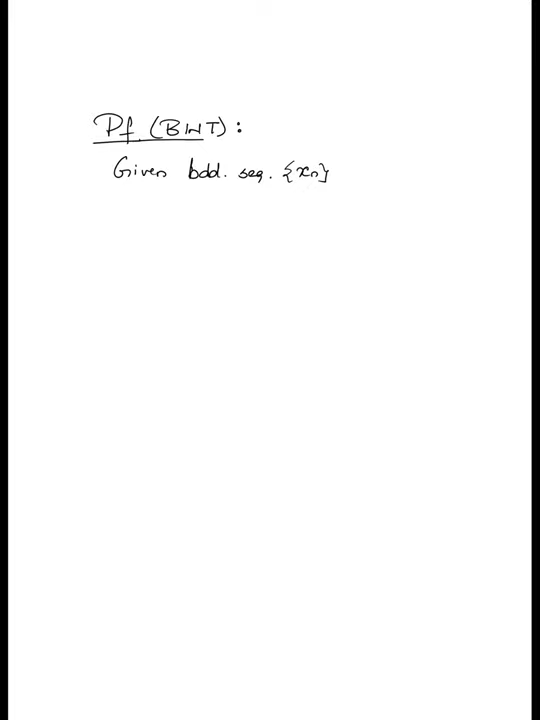 Pf (BWT):
Given bdd. seq. {xn}